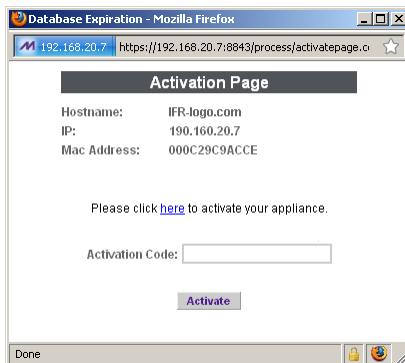 Database Expiration - Mozilla Firefox
192.168.20.7 https://192.168.20.7:8843/process/activatepage.c
Activation Page
Hostname: IFR-logo.com
IP: 190.160.20.7
Mac Address: 000C29C9ACCE
Please click here to activate your appliance.
Activation Code:
Activate
Done